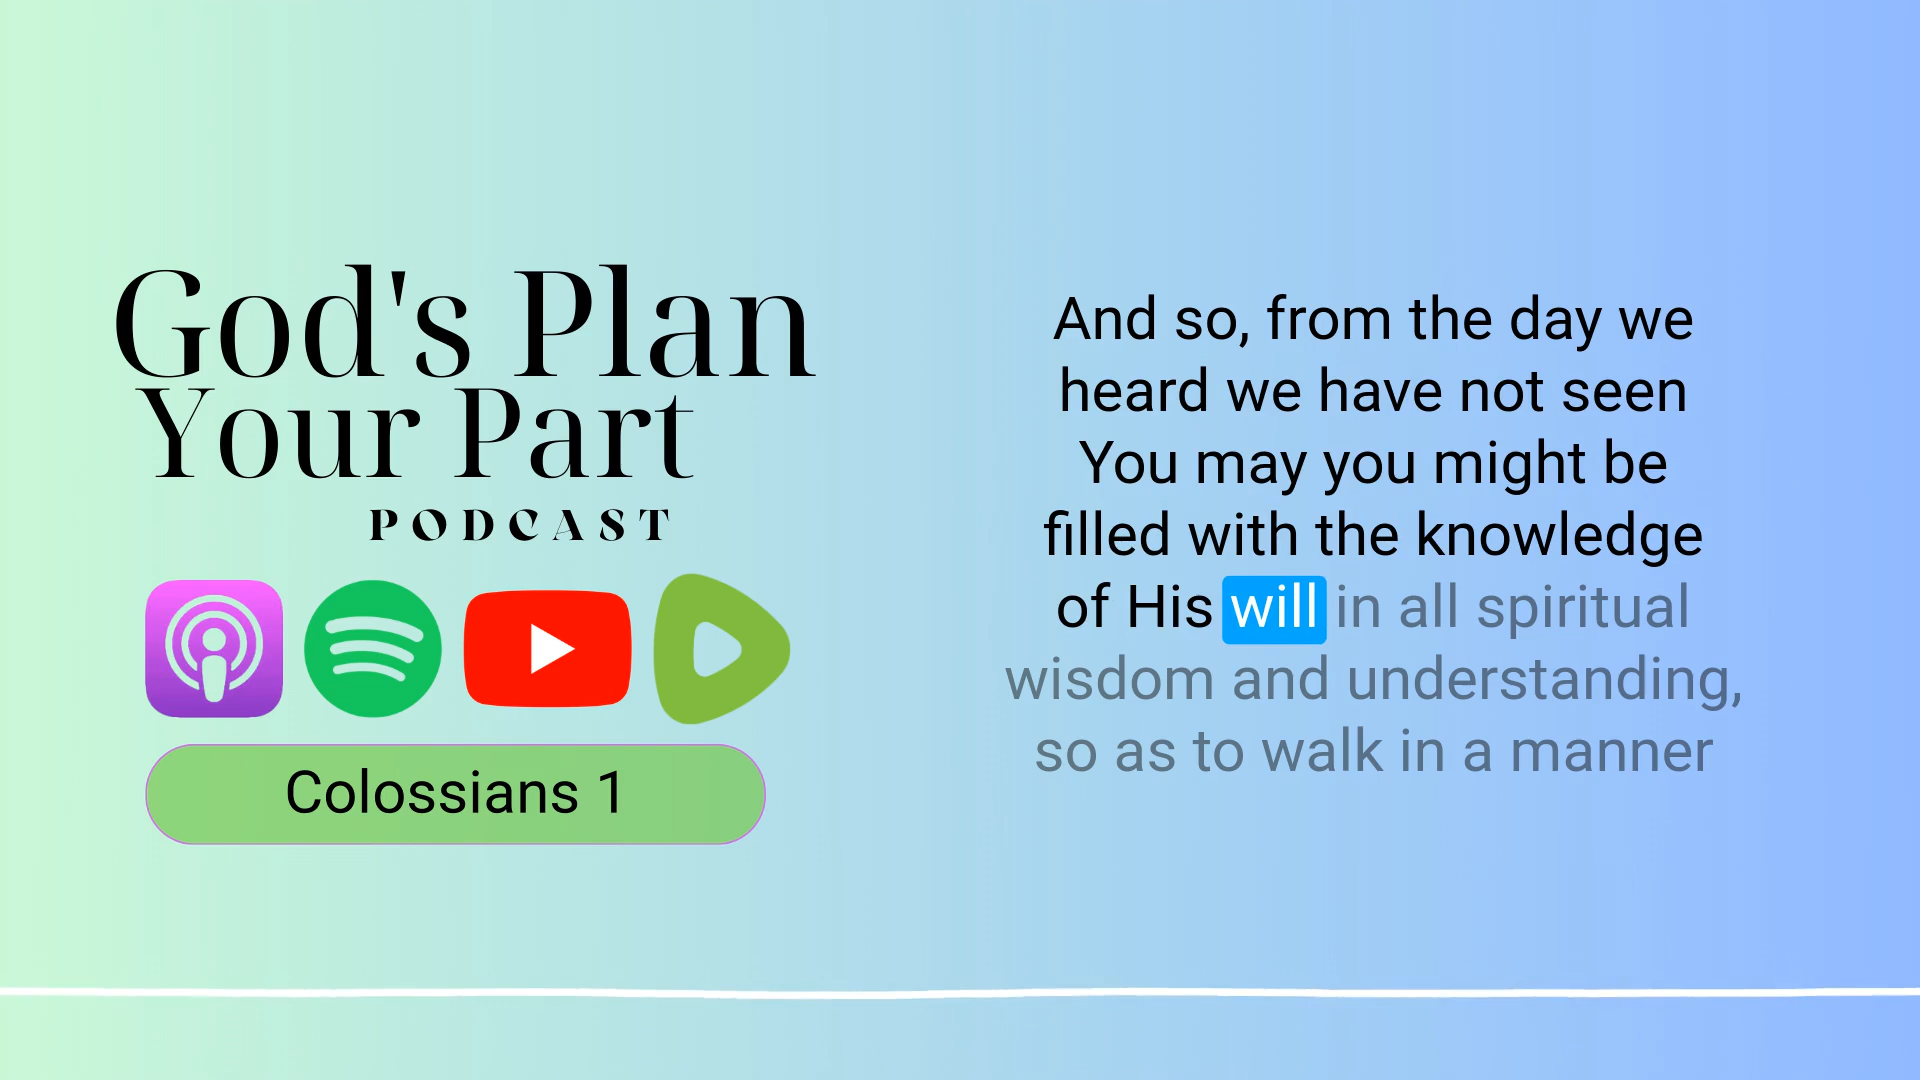 God's Plan
Your Part
PODCAST
Colossians 1
And so, from the day we
heard we have not seen
You may you might be
filled with the knowledge
of His will in all spiritual
wisdom and understanding,
so as to walk in a manner